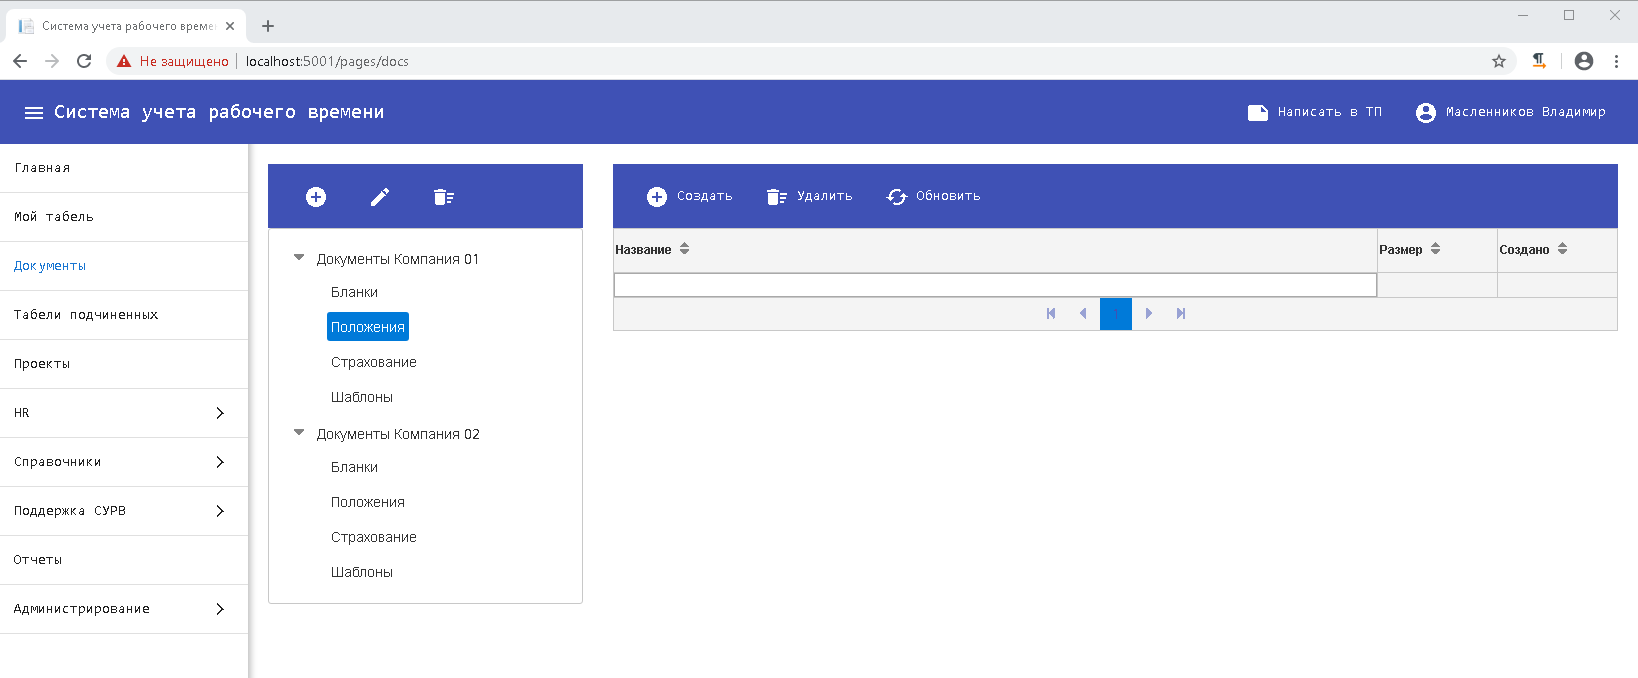 Система учета рабочего време
Не защищено
localhost:5001/pages/docs
Система учета рабочего времени
Написать в ТП
Масленников Владимир
Главная
Мой табель
Документы
Табели подчиненных
Проекты
HR
Справочники
Поддержка СУРВ
Отчеты
Администрирование
Документы Компания 01
Бланки
Положения
Страхование
Шаблоны
Документы Компания 02
Бланки
Положения
Страхование
Шаблоны
Создать
Удалить
Обновить
Название
Размер
Создано
1